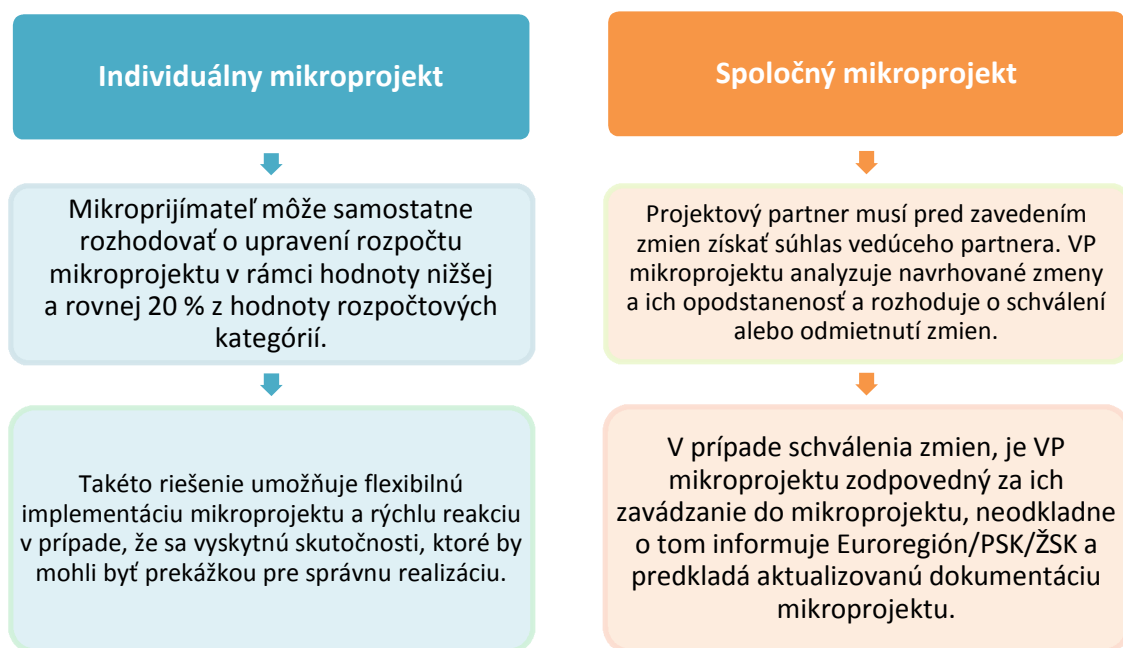 Individuálny mikroprojekt
Mikroprijímateľ môže samostatne
rozhodovať o upravení rozpočtu
mikroprojektu v rámci hodnoty nižšej
a rovnej 20 % z hodnoty rozpočtových
kategórií.
Takéto riešenie umožňuje flexibilnú
implementáciu mikroprojektu a rýchlu reakciu
v prípade, že sa vyskytnú skutočnosti, ktoré by
mohli byť prekážkou pre správnu realizáciu.
Spoločný mikroprojekt
Projektový partner musí pred zavedením
zmien získať súhlas vedúceho partnera. VP
mikroprojektu analyzuje navrhované zmeny
a ich opodstanenosť a rozhoduje o schválení
alebo odmietnutí zmien.
V prípade schválenia zmien, je VP
mikroprojektu zodpovedný za ich
zavádzanie do mikroprojektu, neodkladne
o tom informuje Euroregión/PSK/ŽSK a
predkladá aktualizovanú dokumentáciu
mikroprojektu.